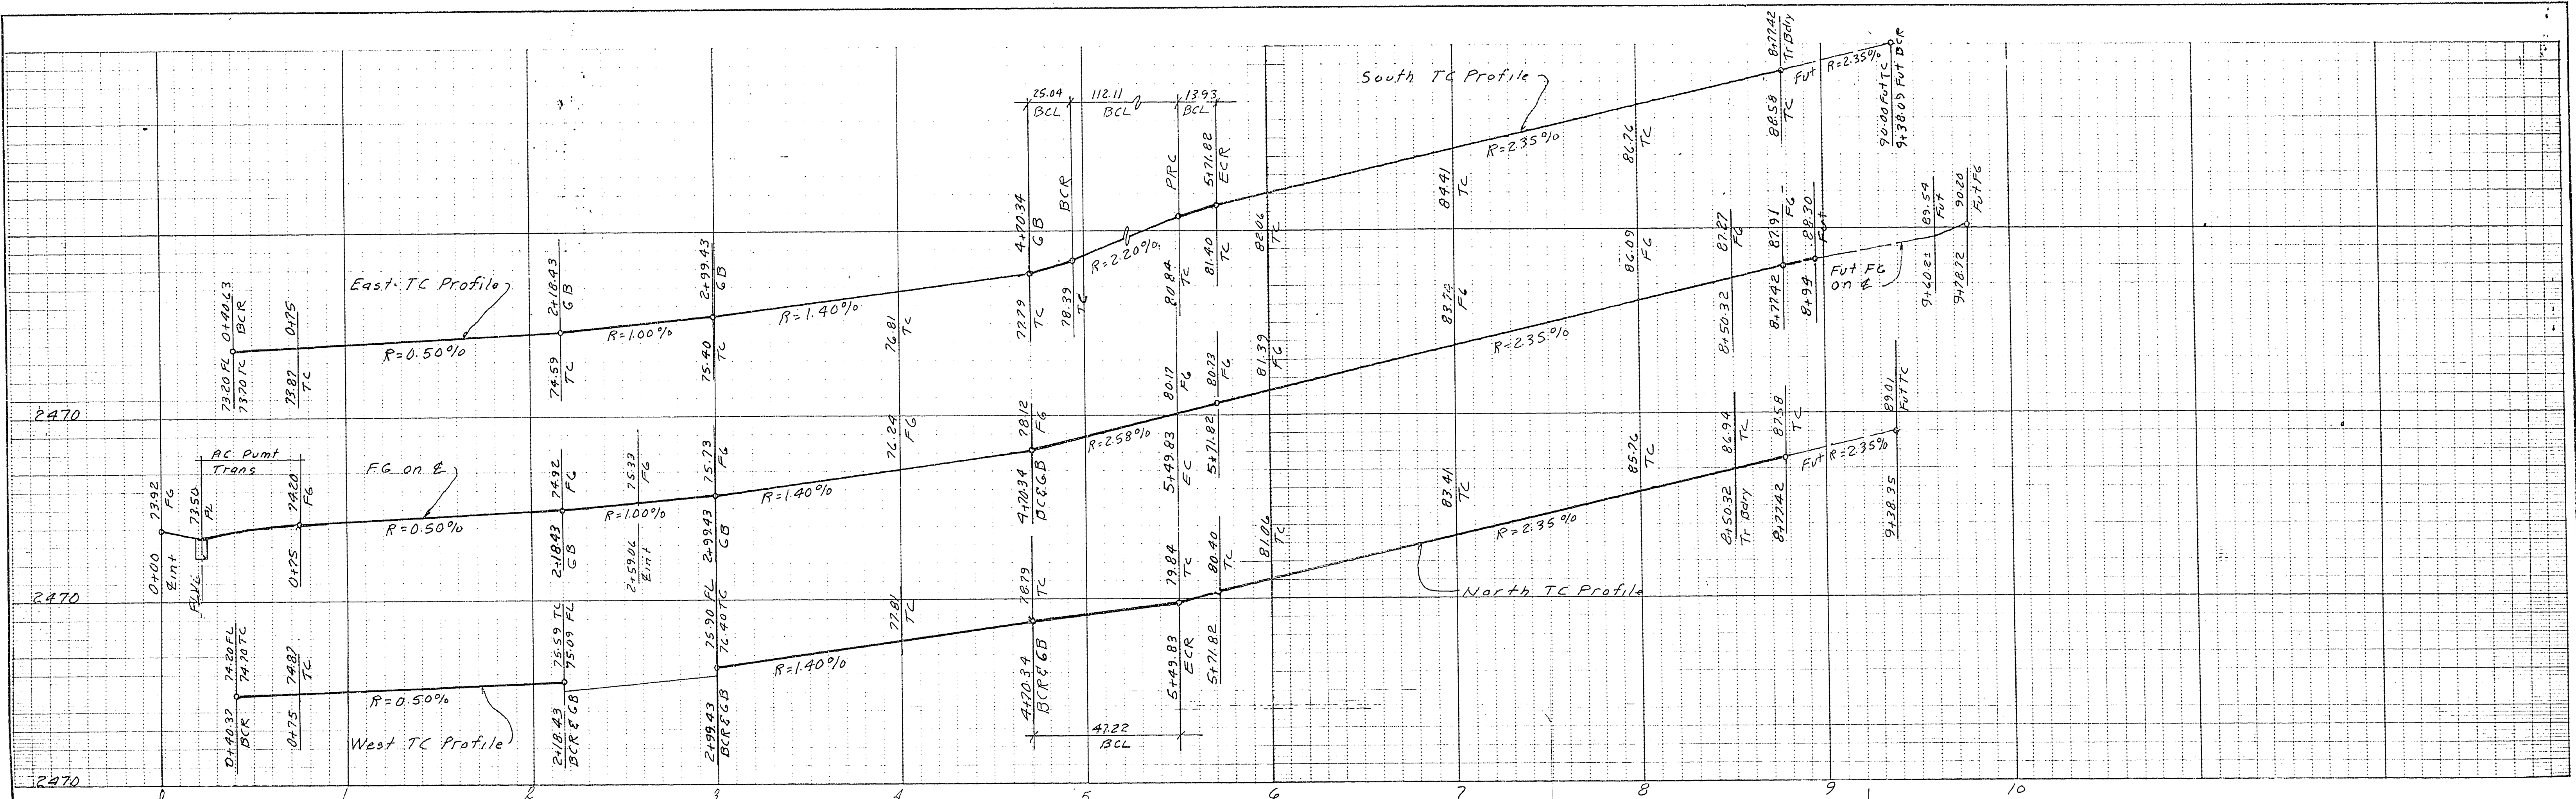 25.04
BCL
112.11
BCL
13.93
BCL
South TC Profile
8+77.42
Tr Bdry
88.58
TC
Fut R=2.35%
90.00 Fut TC
9+38.09 Fut BCR
R=2.35%
86.76
TC
84.41
TC
82.06
TC
5+71.82
ECR
81.40
TC
PRC
80.84
TC
BCR
78.39
TC
R=2.20%
4+70.34
GB
77.79
TC
76.81
TC
R=1.40%
2+99.43
GB
75.40
TC
R=1.00%
2+18.43
GB
74.59
TC
East TC Profile
R=0.50%
0+75
73.87
TC
0+40.63
BCR
73.20 FL
73.70 TC
2470
AC Pvmt
Trans
FG on ℄
73.92
FG
0+00
℄ int
73.50
FL
74.20
FG
0+75
R=0.50%
74.92
FG
2+18.43
GB
75.33
FG
2+59.06
℄ int
R=1.00%
75.73
FG
2+99.43
GB
R=1.40%
76.24
FG
78.12
FG
4+70.34
BC & GB
R=2.58%
80.17
FG
5+49.83
EC
80.73
FG
5+71.82
81.39
FG
83.74
FG
R=2.35%
86.09
FG
87.27
FG
8+50.32
87.91
FG
8+77.42
88.30
Fut
8+94
Fut FG
on ℄
89.54
Fut
9+60.2±
90.20
Fut FG
9+78.72
2470
74.20 FL
74.70 TC
0+40.37
BCR
74.87
TC
0+75
R=0.50%
West TC Profile
75.59 TC
75.09 FL
2+18.43
BCR & GB
75.90 FL
76.40 TC
2+99.43
BCR & GB
R=1.40%
77.81
TC
78.79
TC
4+70.34
BCR & GB
47.22
BCL
79.84
TC
5+49.83
ECR
80.40
TC
5+71.82
81.06
TC
83.41
TC
North TC Profile
R=2.35%
85.76
TC
86.94
TC
8+50.32
Tr Bdry
87.58
TC
8+77.42
Fut R=2.35%
89.01
Fut TC
9+38.35
2470
0 1 2 3 4 5 6 7 8 9 10